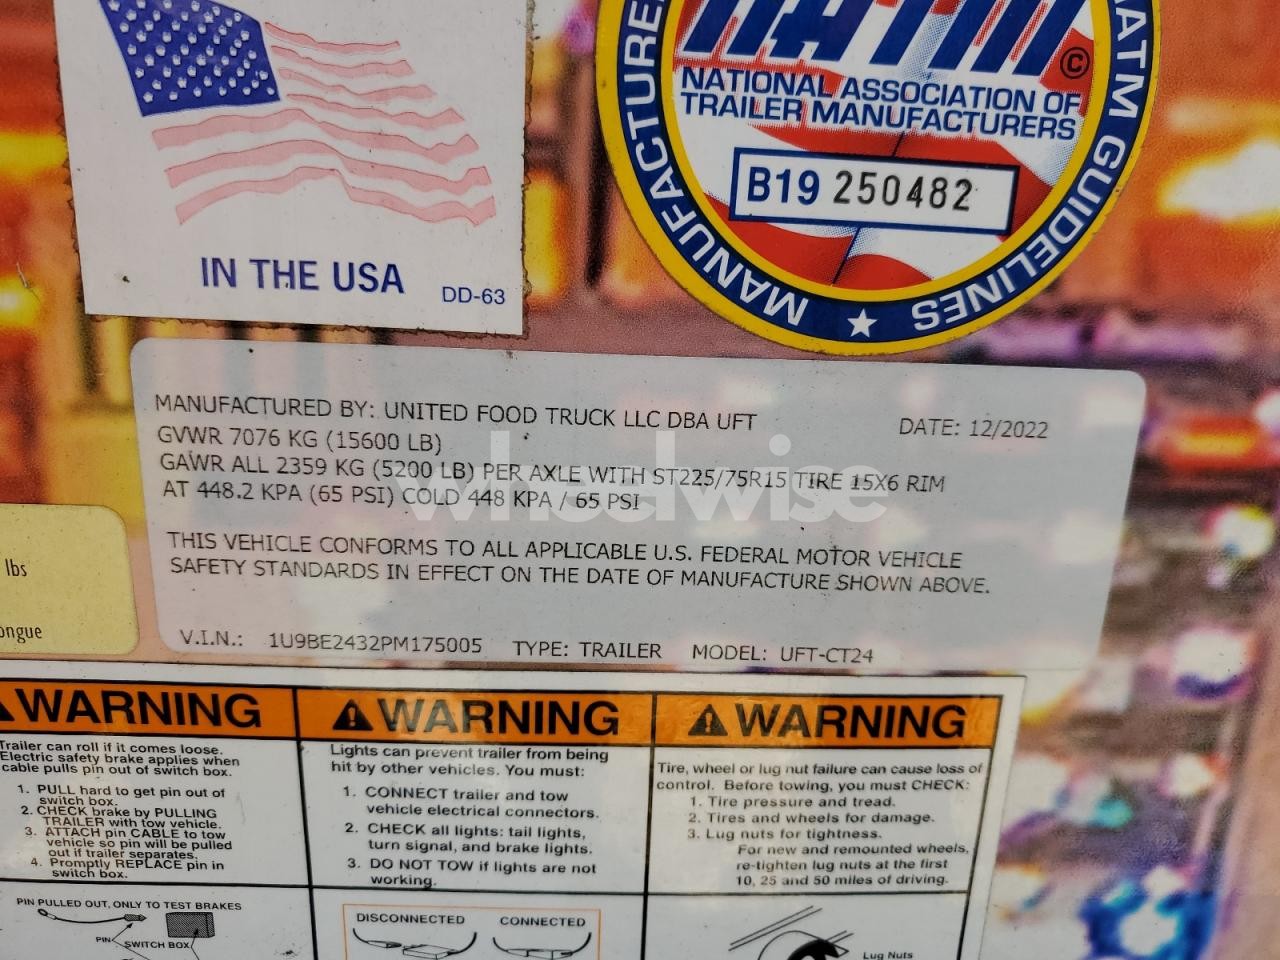 IN THE USA
DD-63
NATM
©
NATIONAL ASSOCIATION OF
TRAILER MANUFACTURERS
B19 250482
MANUFACTURE
NATM GUIDELINES
MANUF
MANUFACTURED BY: UNITED FOOD TRUCK LLC DBA UFT DATE: 12/2022
GVWR 7076 KG (15600 LB)
GAWR ALL 2359 KG (5200 LB) PER AXLE WITH ST225/75R15 TIRE 15X6 RIM
AT 448.2 KPA (65 PSI) COLD 448 KPA / 65 PSI
THIS VEHICLE CONFORMS TO ALL APPLICABLE U.S. FEDERAL MOTOR VEHICLE
SAFETY STANDARDS IN EFFECT ON THE DATE OF MANUFACTURE SHOWN ABOVE.
V.I.N.: 1U9BE2432PM175005 TYPE: TRAILER MODEL: UFT-CT24
wheelwise
lbs
ongue
WARNING
Trailer can roll if it comes loose.
Electric safety brake applies when
cable pulls pin out of switch box.
1. PULL hard to get pin out of
switch box.
2. CHECK brake by PULLING
TRAILER with tow vehicle.
3. ATTACH pin CABLE to tow
vehicle so pin will be pulled
out if trailer separates.
4. Promptly REPLACE pin in
switch box.
PIN PULLED OUT, ONLY TO TEST BRAKES
PIN
SWITCH BOX
WARNING
Lights can prevent trailer from being
hit by other vehicles. You must:
1. CONNECT trailer and tow
vehicle electrical connectors.
2. CHECK all lights: tail lights,
turn signal, and brake lights.
3. DO NOT TOW if lights are not
working.
DISCONNECTED CONNECTED
WARNING
Tire, wheel or lug nut failure can cause loss of
control. Before towing, you must CHECK:
1. Tire pressure and tread.
2. Tires and wheels for damage.
3. Lug nuts for tightness.
For new and remounted wheels,
re-tighten lug nuts at the first
10, 25 and 50 miles of driving.
Lug Nuts